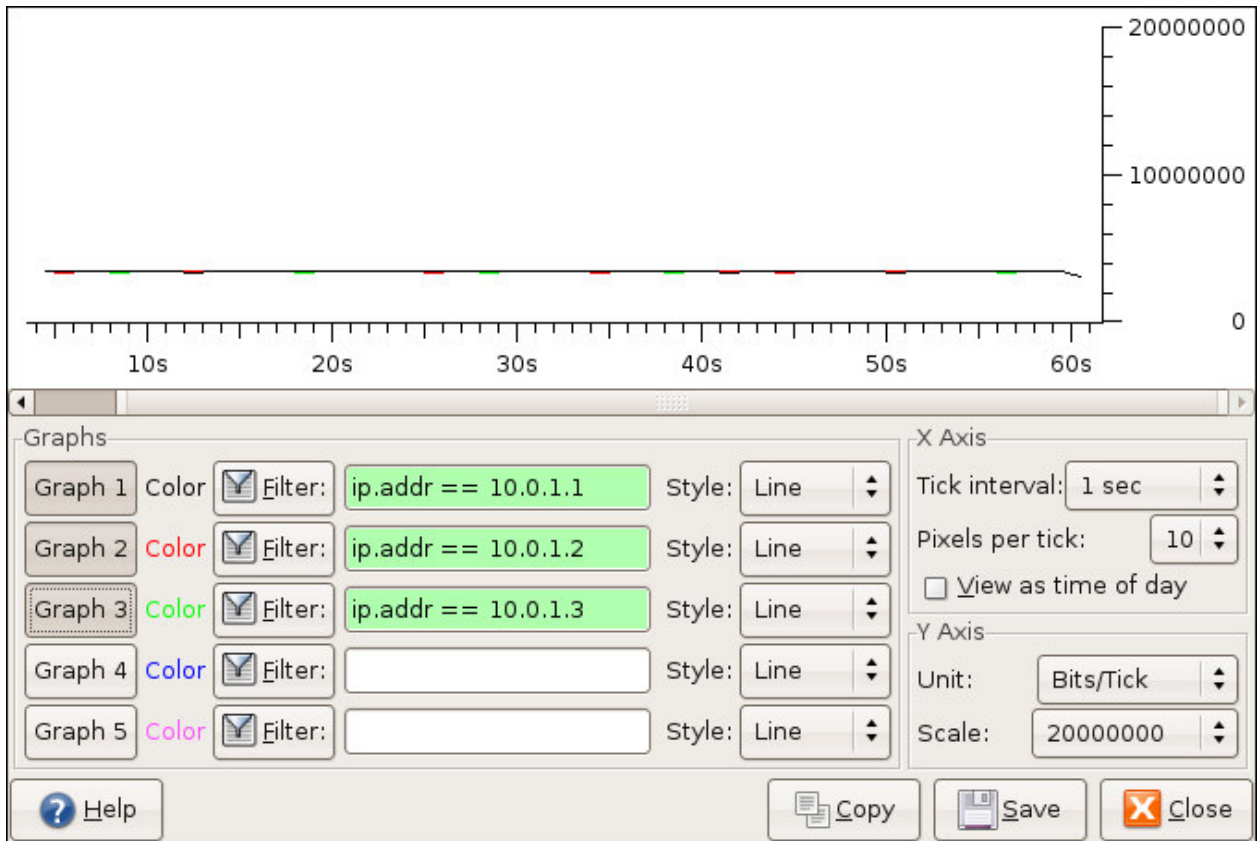 20000000
10000000
0
10s 20s 30s 40s 50s 60s
Graphs
Graph 1 Color Filter: ip.addr == 10.0.1.1 Style: Line
Graph 2 Color Filter: ip.addr == 10.0.1.2 Style: Line
Graph 3 Color Filter: ip.addr == 10.0.1.3 Style: Line
Graph 4 Color Filter: Style: Line
Graph 5 Color Filter: Style: Line
X Axis
Tick interval: 1 sec
Pixels per tick: 10
View as time of day
Y Axis
Unit: Bits/Tick
Scale: 20000000
Help Copy Save Close